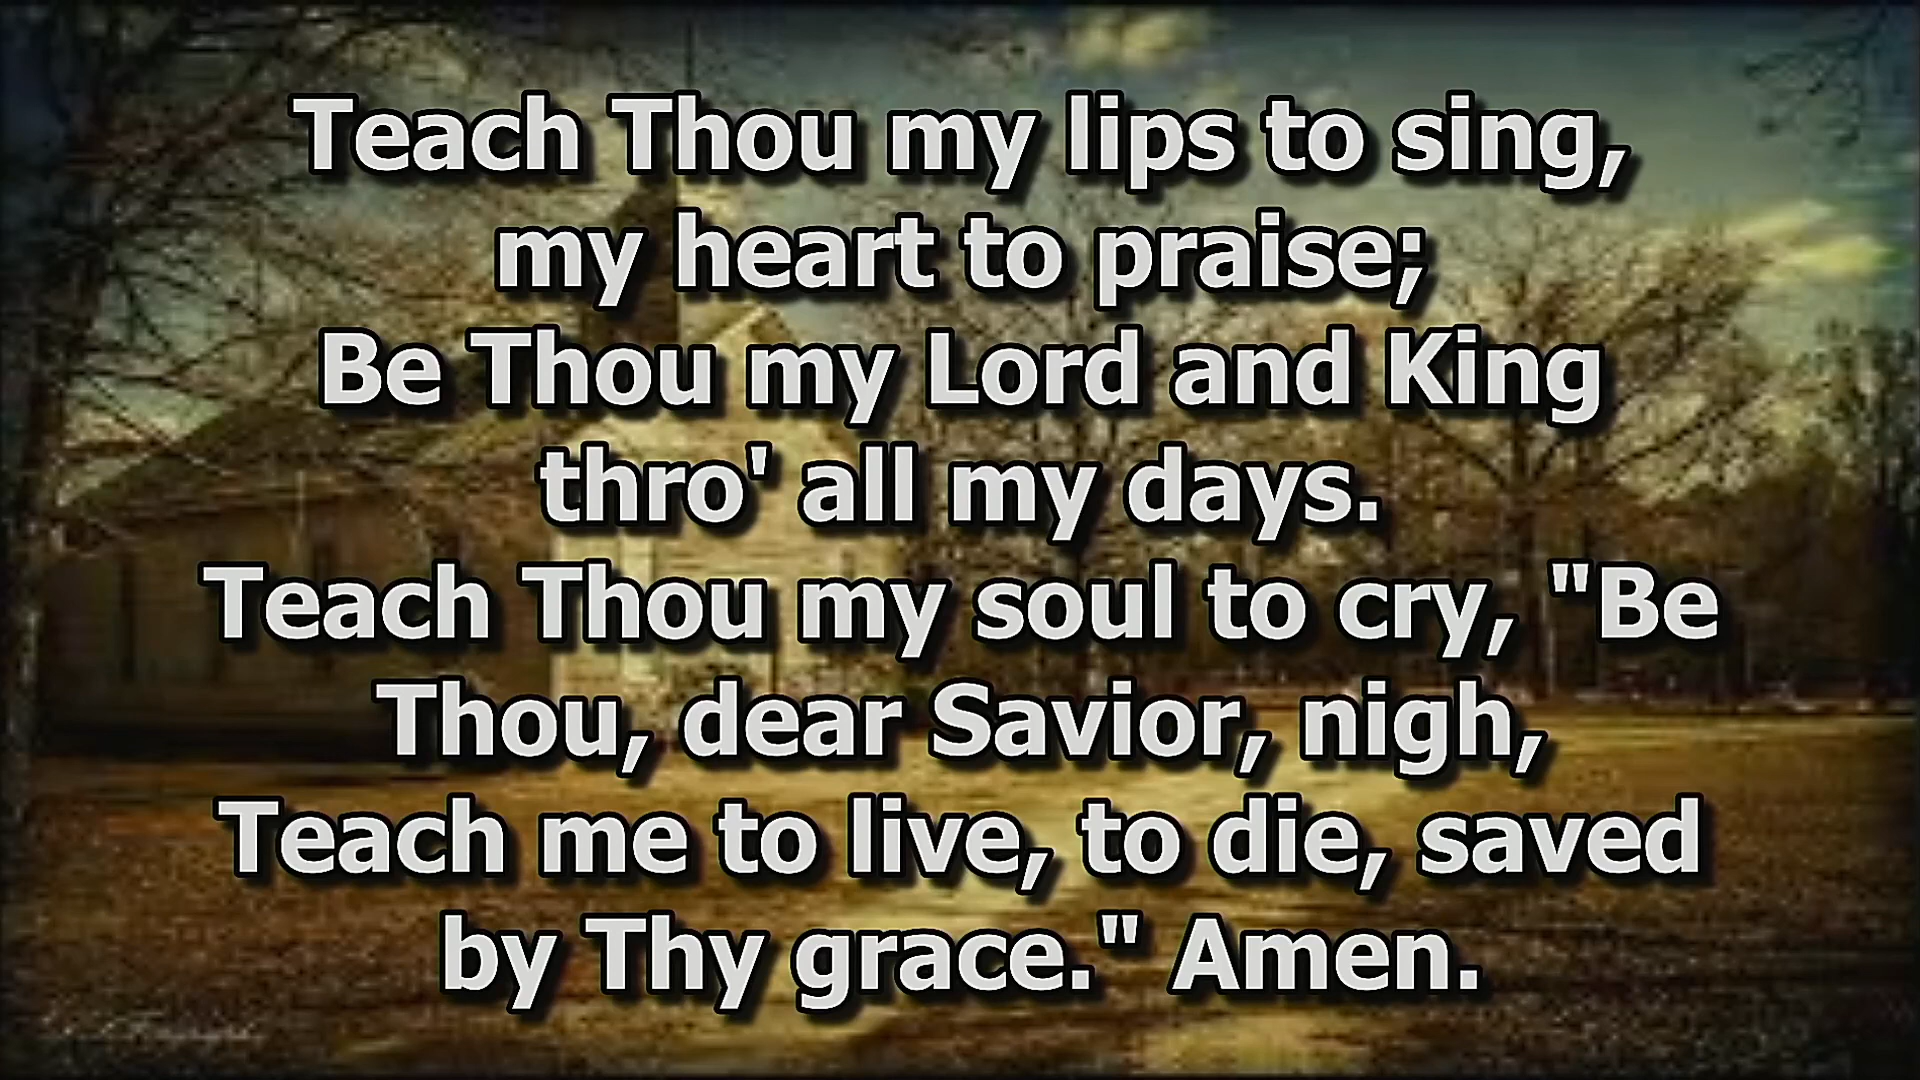 Teach Thou my lips to sing,
my heart to praise;
Be Thou my Lord and King
thro' all my days.
Teach Thou my soul to cry, "Be
Thou, dear Savior, nigh,
Teach me to live, to die, saved
by Thy grace." Amen.